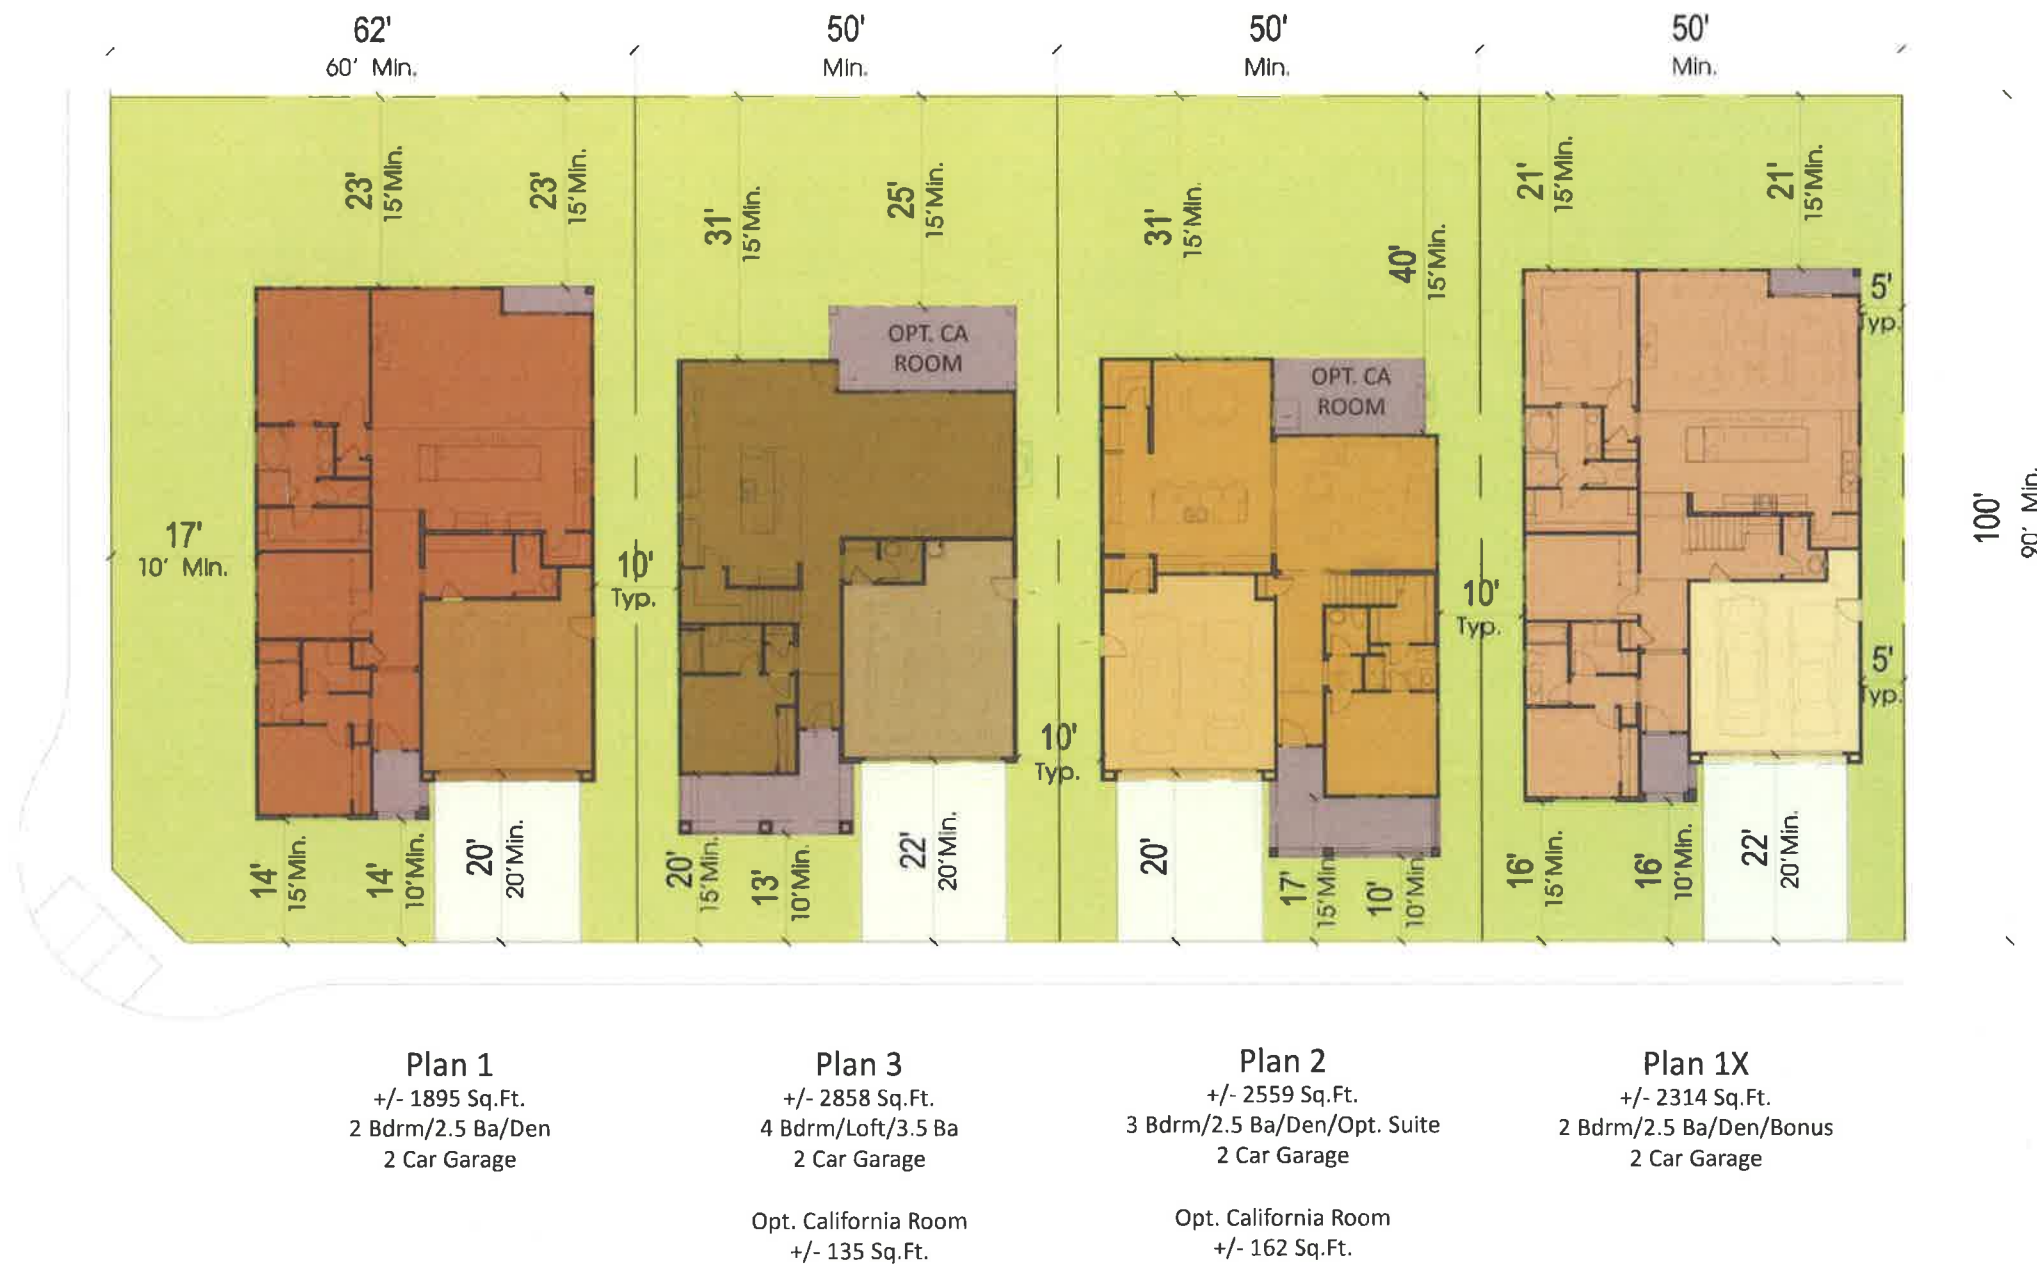 62'
60' Min.
50'
Min.
50'
Min.
50'
Min.
23'
15'Min.
23'
15'Min.
31'
15'Min.
25'
15'Min.
31'
15'Min.
40'
15'Min.
21'
15'Min.
21'
15'Min.
5'
Typ.
OPT. CA
ROOM
OPT. CA
ROOM
17'
10' Min.
10'
Typ.
10'
Typ.
10'
Typ.
5'
Typ.
100'
90' Min.
14'
15'Min.
14'
10'Min.
20'
20'Min.
20'
15'Min.
13'
10'Min.
22'
20'Min.
20'
17'
15'Min
10'
10'Min.
16'
15'Min.
16'
10'Min.
22'
20'Min.
Plan 1
+/- 1895 Sq.Ft.
2 Bdrm/2.5 Ba/Den
2 Car Garage
Plan 3
+/- 2858 Sq.Ft.
4 Bdrm/Loft/3.5 Ba
2 Car Garage
Opt. California Room
+/- 135 Sq.Ft.
Plan 2
+/- 2559 Sq.Ft.
3 Bdrm/2.5 Ba/Den/Opt. Suite
2 Car Garage
Opt. California Room
+/- 162 Sq.Ft.
Plan 1X
+/- 2314 Sq.Ft.
2 Bdrm/2.5 Ba/Den/Bonus
2 Car Garage